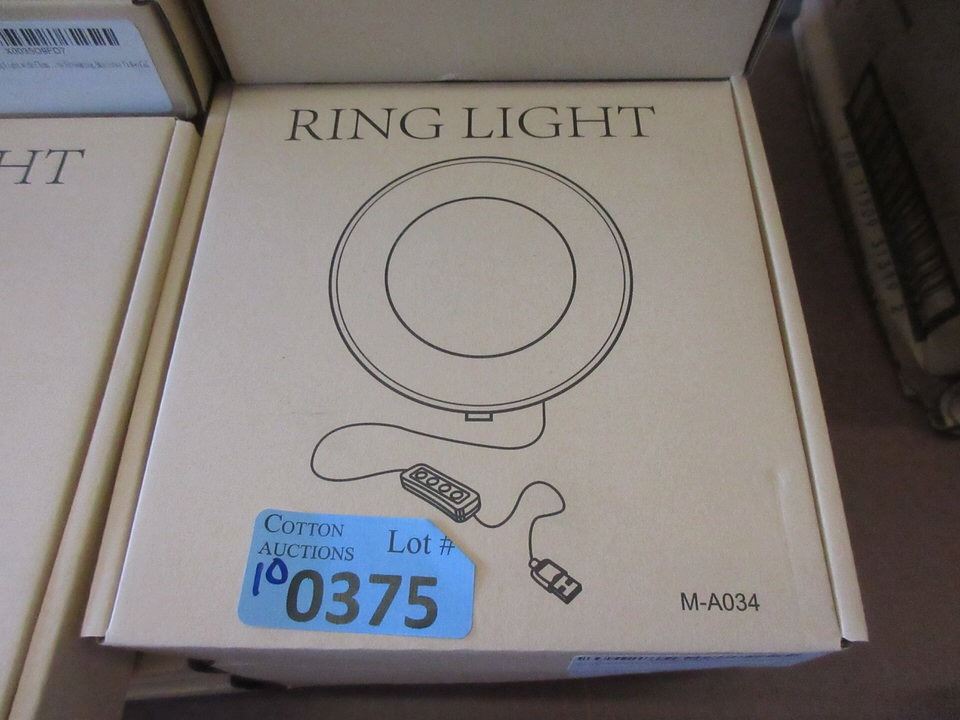 RING LIGHT
HT
COTTON
AUCTIONS
Lot #
10
0375
M-A034